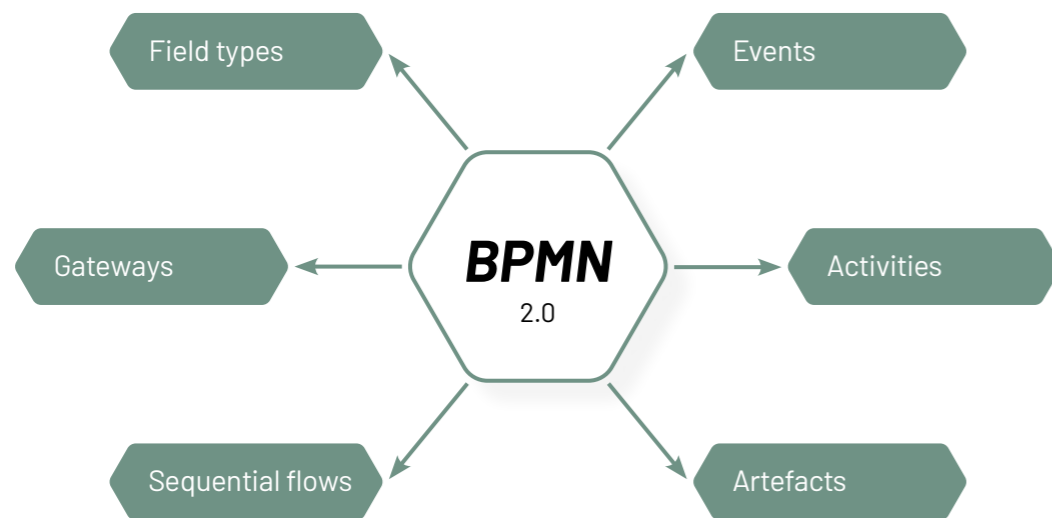 Field types
Events
BPMN
2.0
Gateways
Activities
Sequential flows
Artefacts